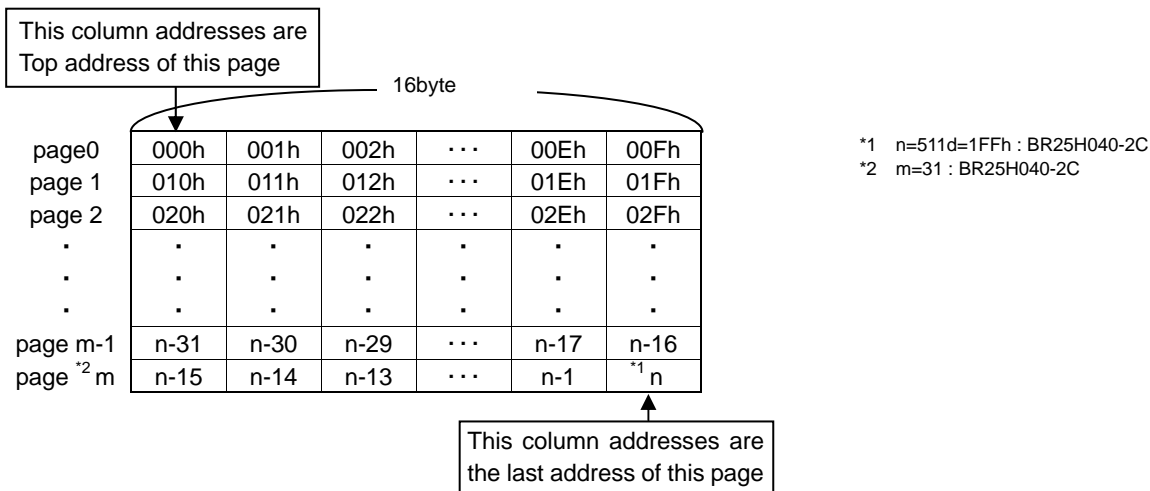 This column addresses are
Top address of this page
16byte
page0 000h 001h 002h ··· 00Eh 00Fh
page 1 010h 011h 012h ··· 01Eh 01Fh
page 2 020h 021h 022h ··· 02Eh 02Fh
· · · · · · ·
· · · · · · ·
· · · · · · ·
page m-1 n-31 n-30 n-29 ··· n-17 n-16
page *2 m n-15 n-14 n-13 ··· n-1 *1 n
This column addresses are
the last address of this page
*1 n=511d=1FFh : BR25H040-2C
*2 m=31 : BR25H040-2C